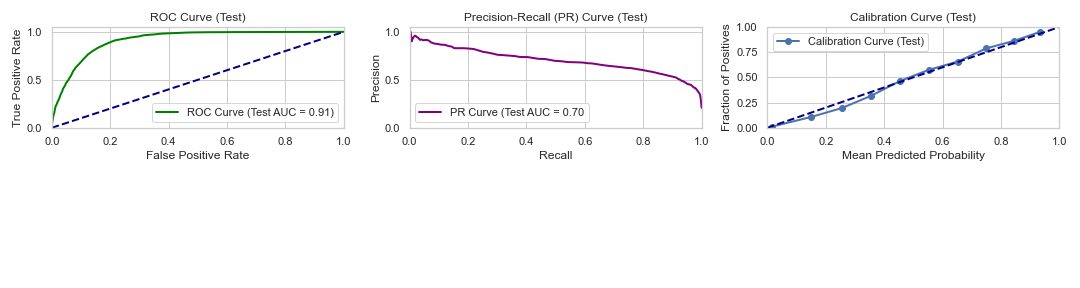 ROC Curve (Test)
True Positive Rate
1.0
0.5
0.0
ROC Curve (Test AUC = 0.91)
0.0 0.2 0.4 0.6 0.8 1.0
False Positive Rate
Precision-Recall (PR) Curve (Test)
Precision
1.0
0.5
0.0
PR Curve (Test AUC = 0.70
0.0 0.2 0.4 0.6 0.8 1.0
Recall
Calibration Curve (Test)
Fraction of Positives
1.00
0.75
0.50
0.25
0.00
Calibration Curve (Test)
0.0 0.2 0.4 0.6 0.8 1.0
Mean Predicted Probability